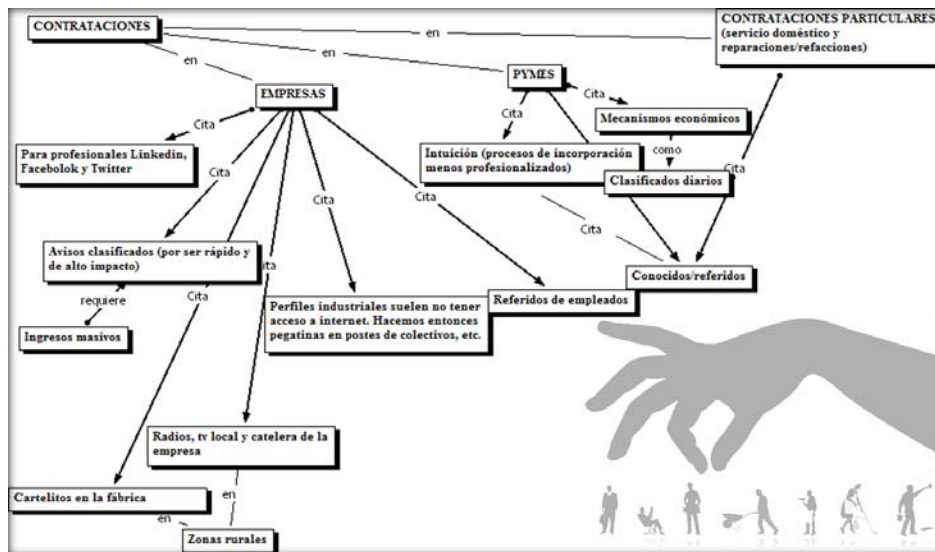 CONTRATACIONES
en
CONTRATACIONES PARTICULARES
(servicio doméstico y
reparaciones/refacciones)
en
en
PYMES
EMPRESAS
Cita
Cita
Mecanismos económicos
Cita
Cita
como
Para profesionales Linkedin,
Facebolok y Twitter
Intuición (procesos de incorporación
menos profesionalizados)
Cita
Cita
Clasificados diarios
Cita
Cita
Cita
Avisos clasificados (por ser rápido y
de alto impacto)
Conocidos/referidos
requiere
Cita
Perfiles industriales suelen no tener
acceso a internet. Hacemos entonces
pegatinas en postes de colectivos, etc.
Referidos de empleados
Ingresos masivos
Radios, tv local y catelera de la
empresa
Cartelitos en la fábrica
en
en
Zonas rurales